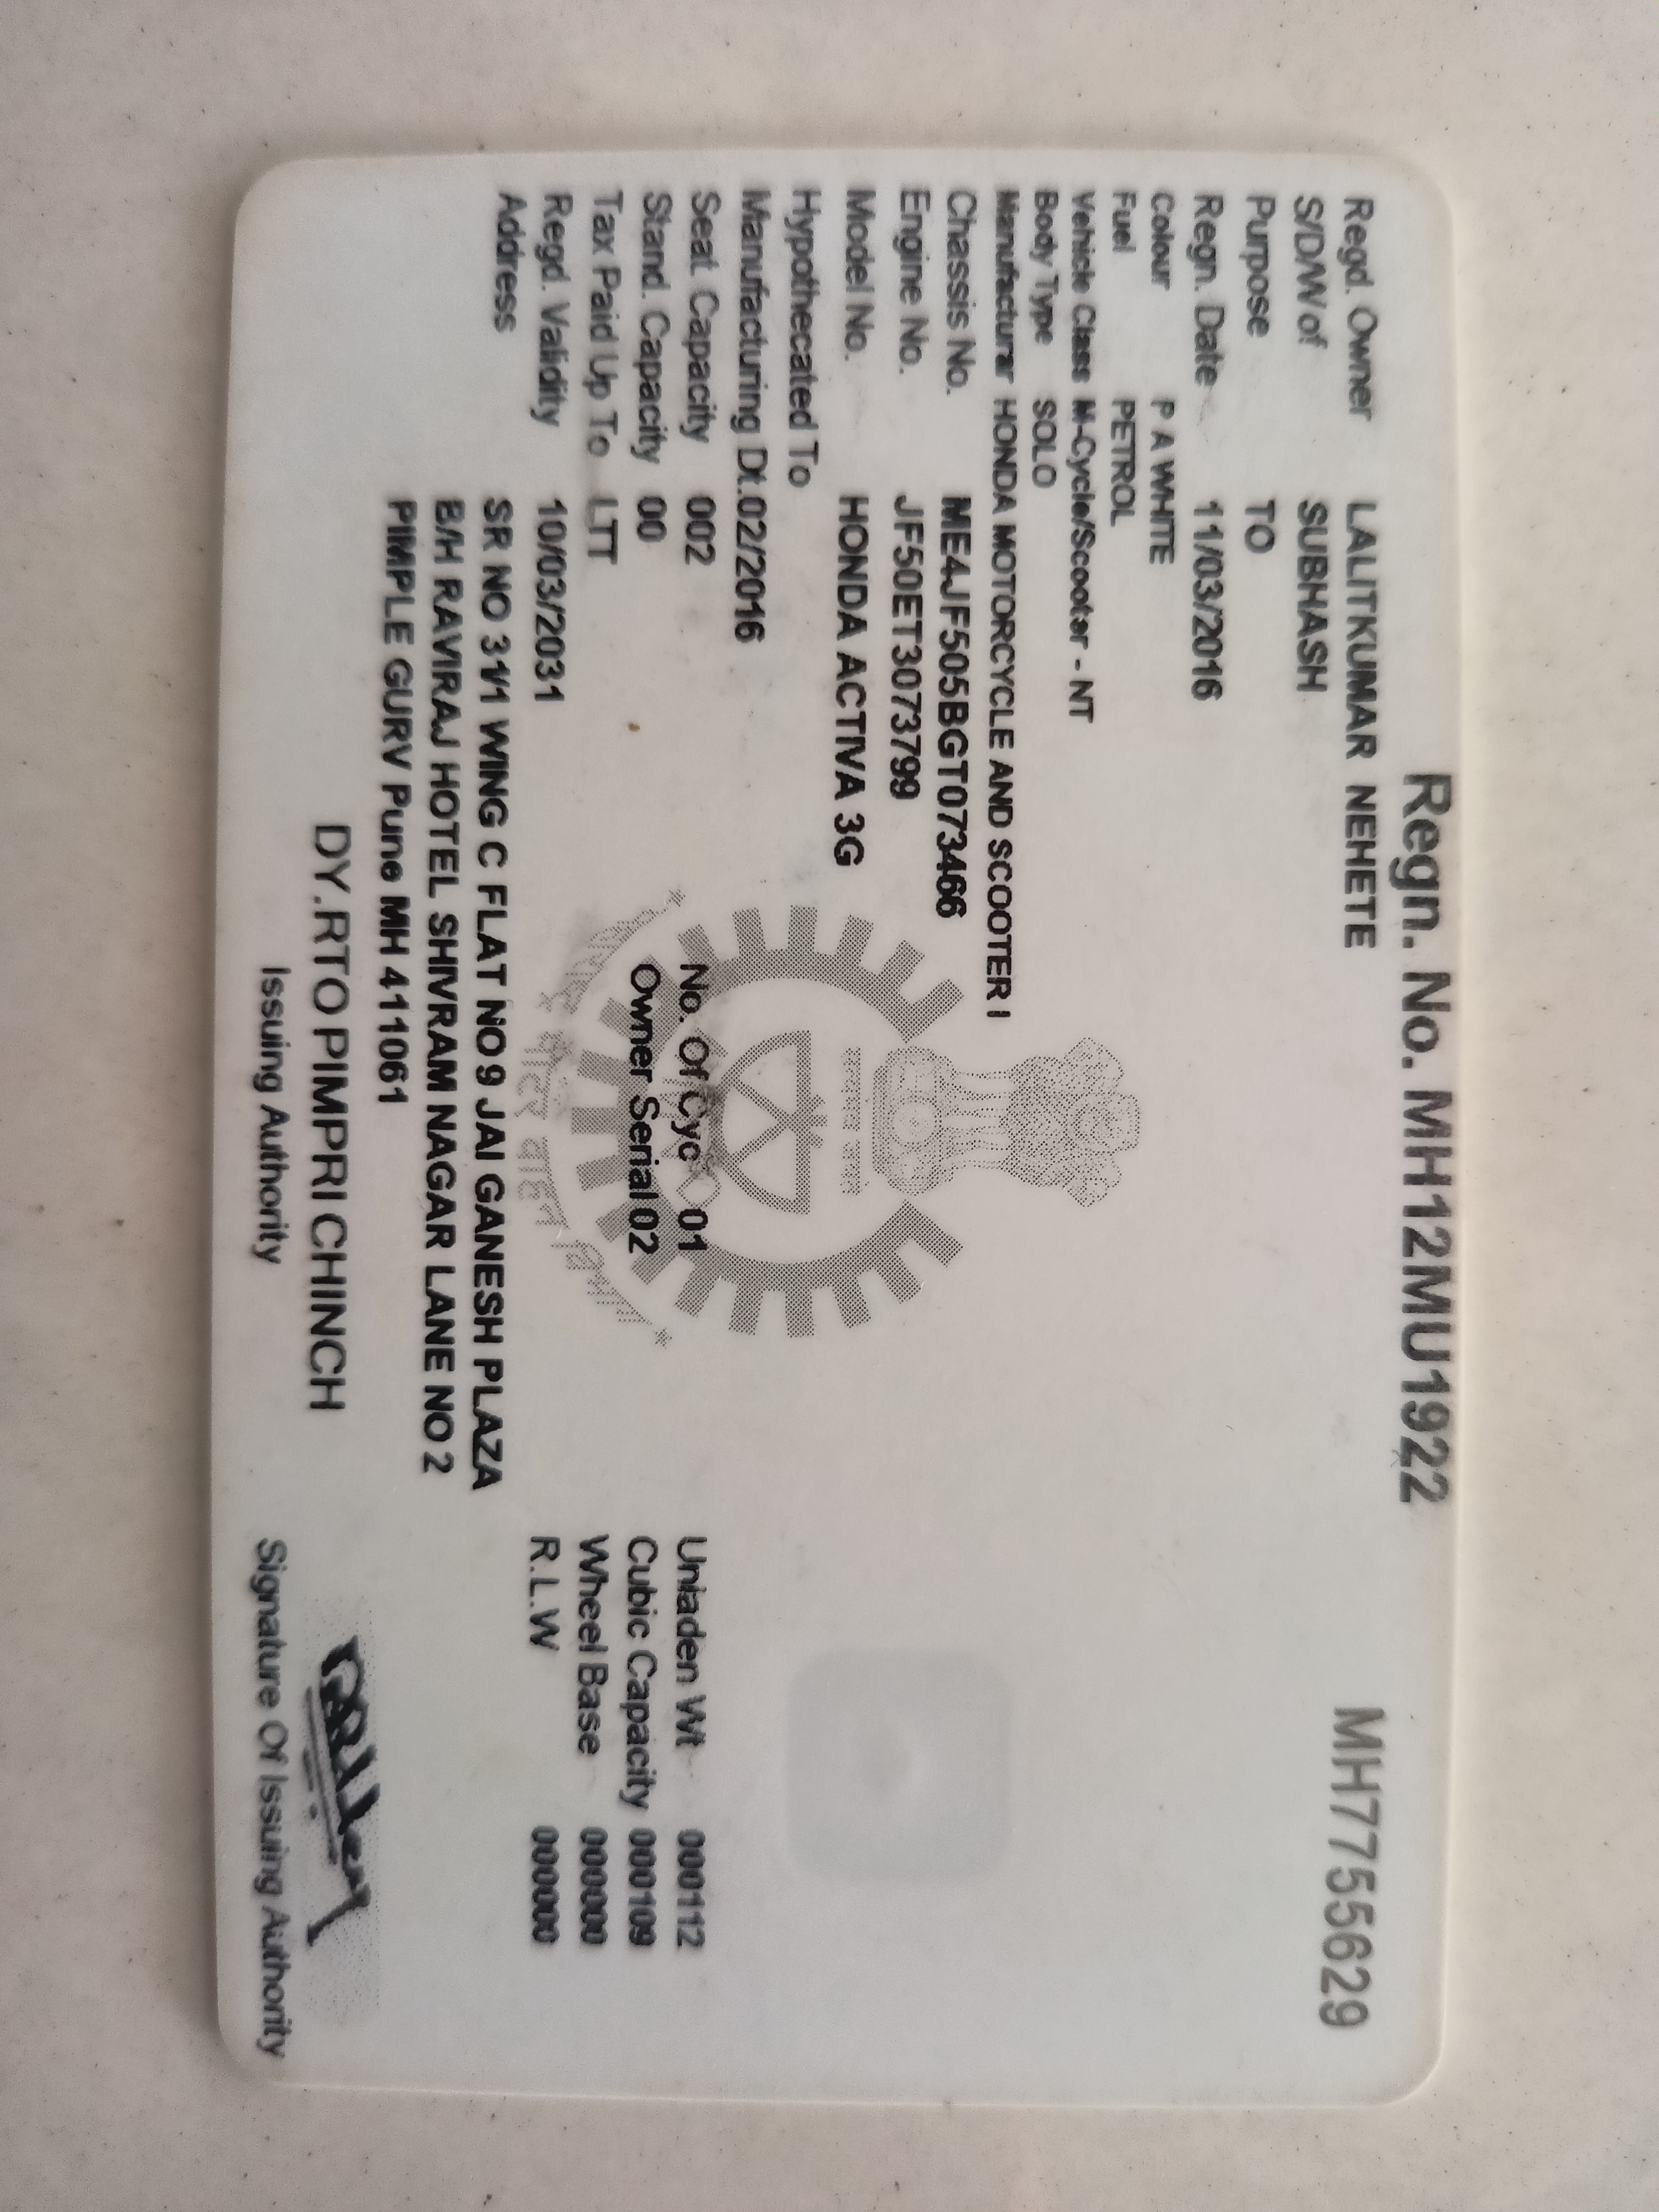 Regn. No. MH12MU1922
MH7755629
Regd. Owner LALITKUMAR NEHETE
S/D/W of SUBHASH
Purpose TO
Regn. Date 11/03/2016
Colour P A WHITE
Fuel PETROL
Vehicle Class M-Cycle/Scooter - NT
Body Type SOLO
Manufacturar HONDA MOTORCYCLE AND SCOOTER I
Chassis No. ME4JF505BGT073466
Engine No. JF50ET3073799
Model No. HONDA ACTIVA 3G
Hypothecated To
Manufacturing Dt.02/2016
Seat Capacity 002 No. Of Cyc 01 Unladen Wt 000112
Stand. Capacity 00 Owner Serial 02 Cubic Capacity 000109
Tax Paid Up To LTT Wheel Base 000000
Regd. Validity 10/03/2031 R.L.W 000000
Address SR NO 31/1 WING C FLAT NO 9 JAI GANESH PLAZA
B/H RAVIRAJ HOTEL SHIVRAM NAGAR LANE NO 2
PIMPLE GURV Pune MH 411061
DY.RTO PIMPRI CHINCH
Issuing Authority
Signature Of Issuing Authority